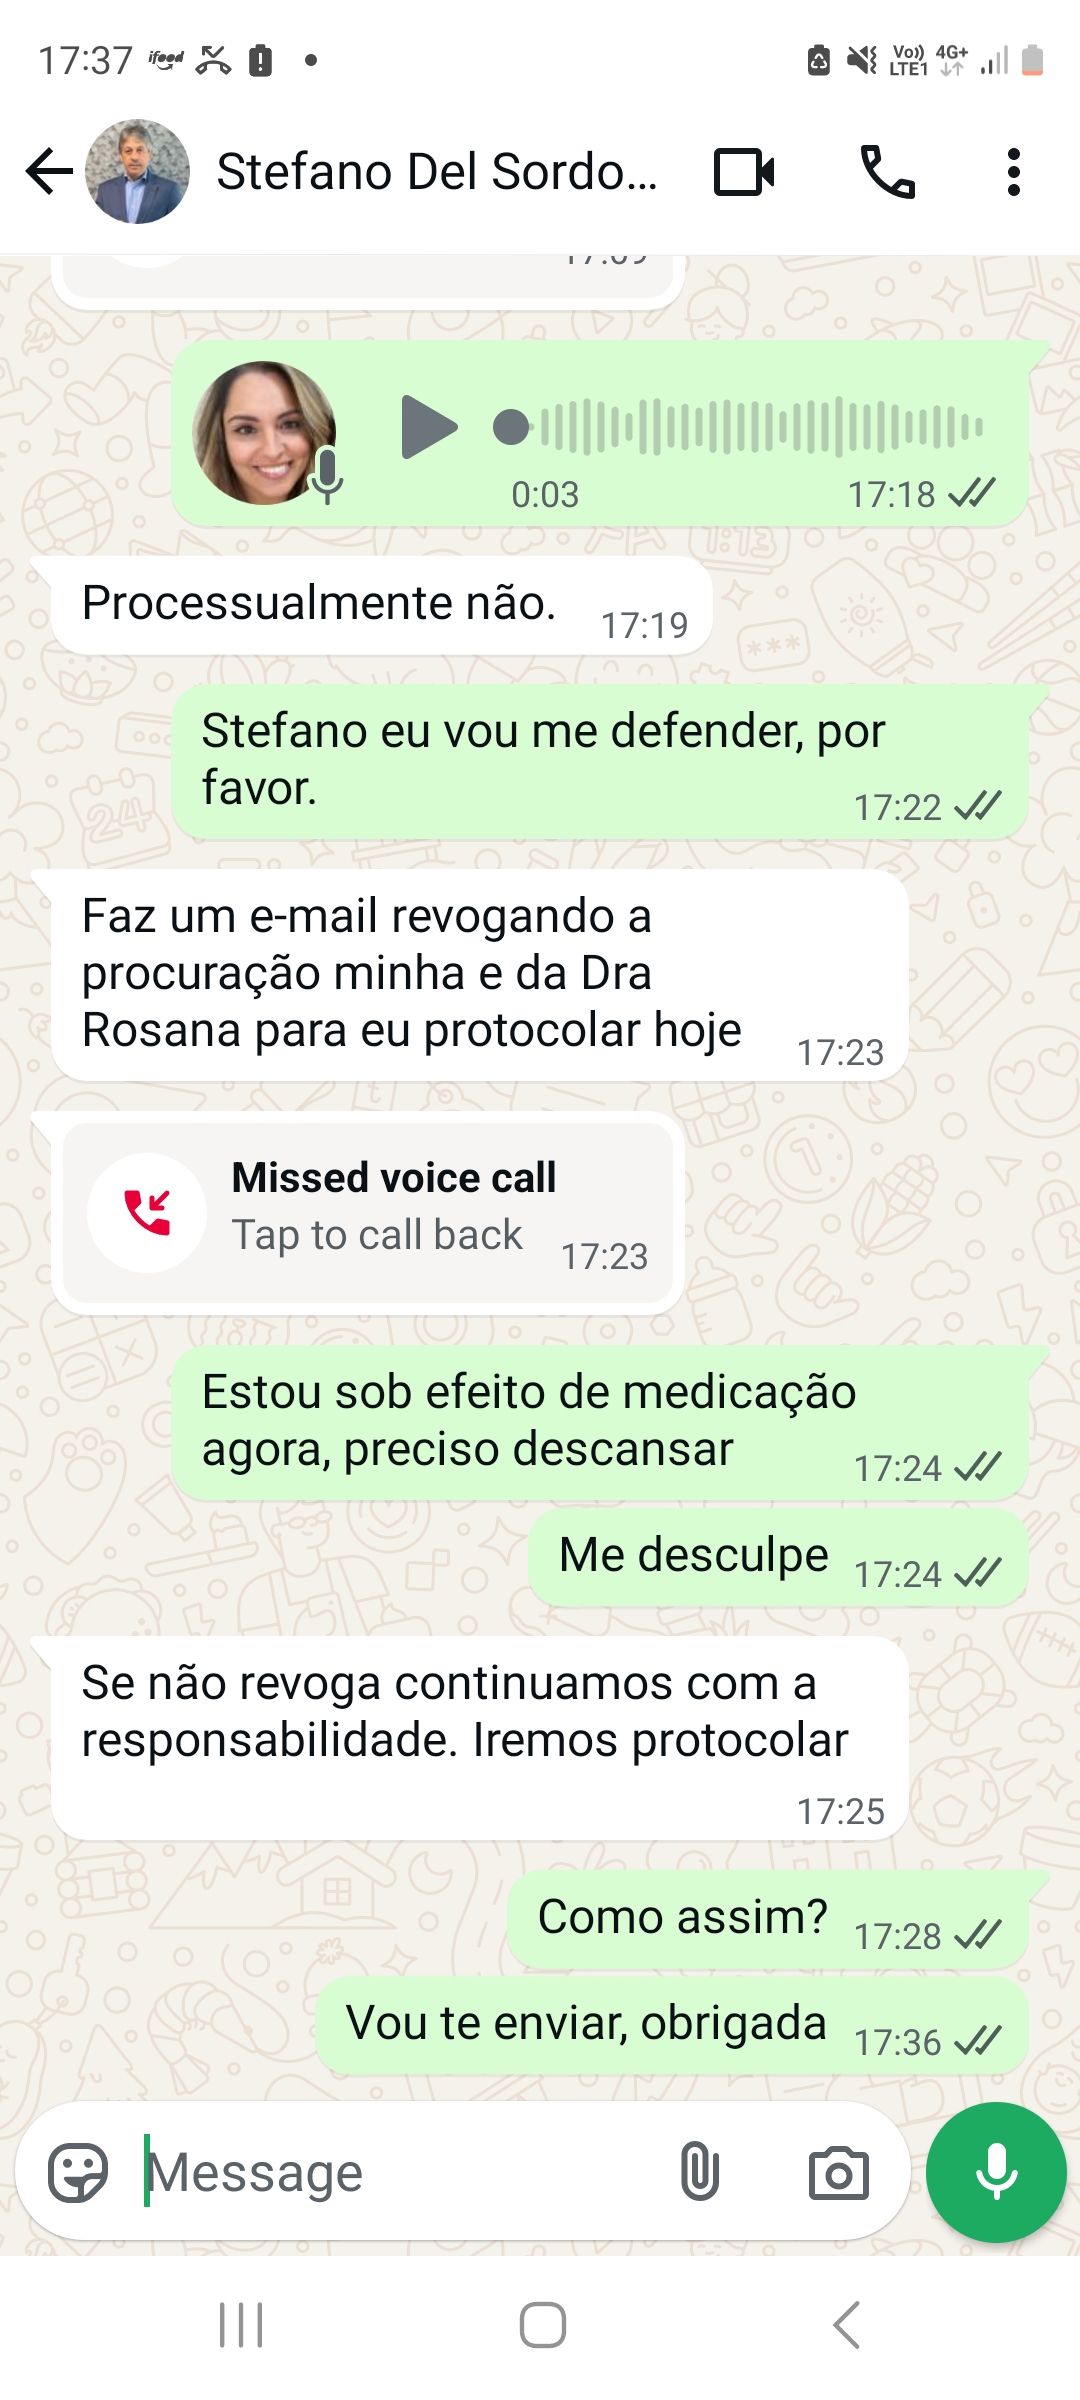 17:37 ifood Vo)) LTE1 4G+
Stefano Del Sordo...
0:03 17:18
Processualmente não. 17:19
Stefano eu vou me defender, por
favor. 17:22
Faz um e-mail revogando a
procuração minha e da Dra
Rosana para eu protocolar hoje 17:23
Missed voice call
Tap to call back 17:23
Estou sob efeito de medicação
agora, preciso descansar 17:24
Me desculpe 17:24
Se não revoga continuamos com a
responsabilidade. Iremos protocolar
17:25
Como assim? 17:28
Vou te enviar, obrigada 17:36
Message